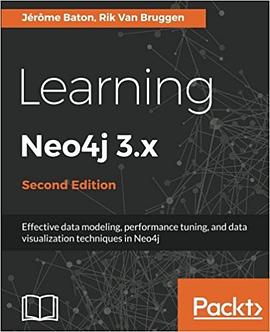 Jérôme Baton, Rik Van Bruggen
Learning
Neo4j 3.x
Second Edition
Effective data modeling, performance tuning, and data
visualization techniques in Neo4j
Packt>